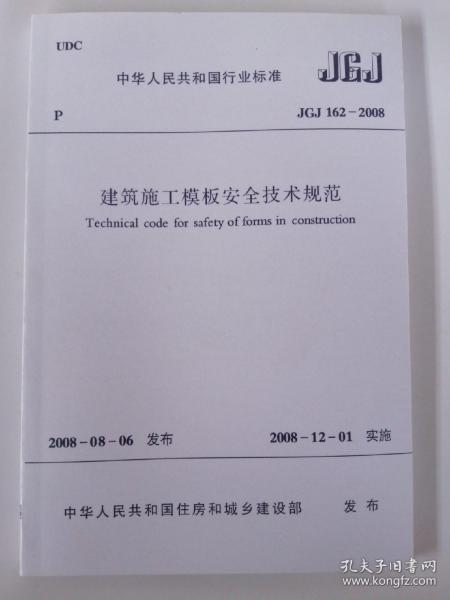 UDC
中华人民共和国行业标准 JGJ
P JGJ 162-2008
建筑施工模板安全技术规范
Technical code for safety of forms in construction
2008-08-06 发布 2008-12-01 实施
中华人民共和国住房和城乡建设部 发布
孔夫子旧书网
www.kongfz.com